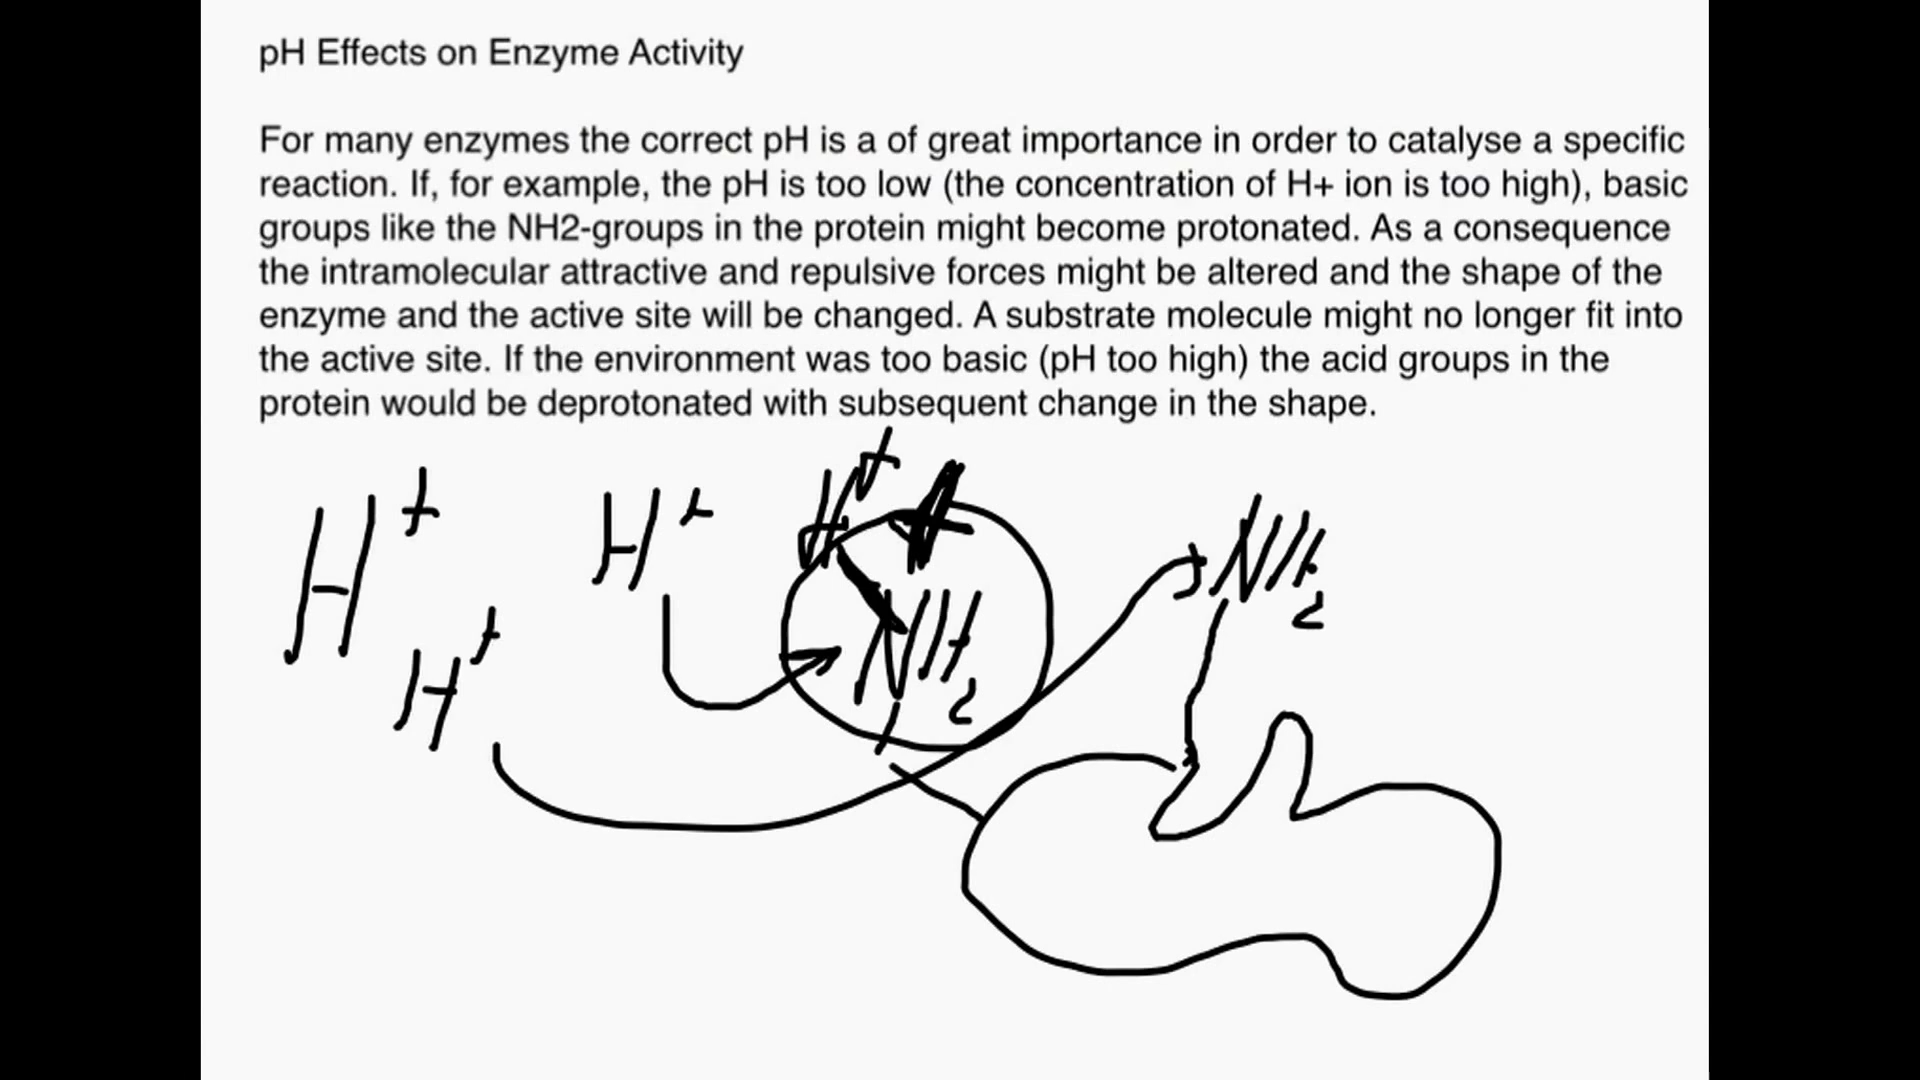 pH Effects on Enzyme Activity
For many enzymes the correct pH is a of great importance in order to catalyse a specific
reaction. If, for example, the pH is too low (the concentration of H+ ion is too high), basic
groups like the NH2-groups in the protein might become protonated. As a consequence
the intramolecular attractive and repulsive forces might be altered and the shape of the
enzyme and the active site will be changed. A substrate molecule might no longer fit into
the active site. If the environment was too basic (pH too high) the acid groups in the
protein would be deprotonated with subsequent change in the shape.
H+
H+
NH2
H+
NH2